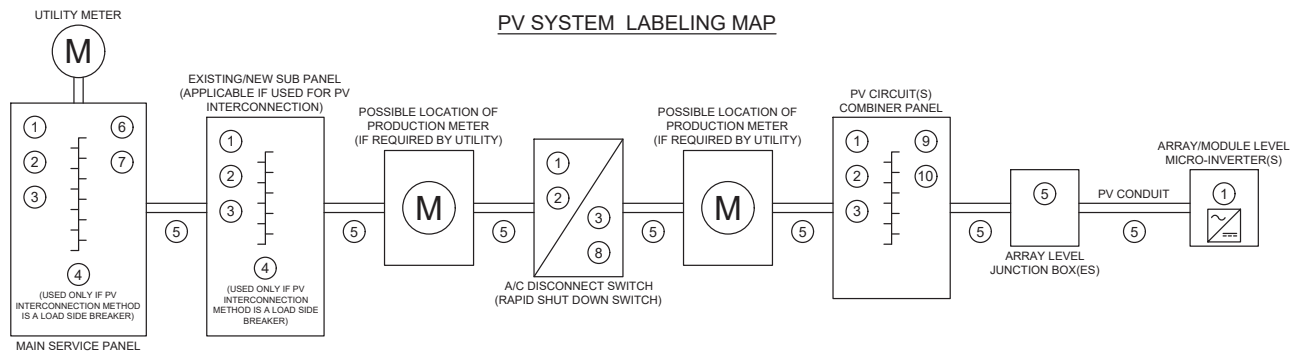 PV SYSTEM LABELING MAP
UTILITY METER
M
1
2
3
6
7
4
(USED ONLY IF PV
INTERCONNECTION METHOD
IS A LOAD SIDE
BREAKER)
MAIN SERVICE PANEL
5
EXISTING/NEW SUB PANEL
(APPLICABLE IF USED FOR PV
INTERCONNECTION)
1
2
3
4
(USED ONLY IF PV
INTERCONNECTION
METHOD IS A LOAD SIDE
BREAKER)
5
POSSIBLE LOCATION OF
PRODUCTION METER
(IF REQUIRED BY UTILITY)
M
5
1
2
3
8
A/C DISCONNECT SWITCH
(RAPID SHUT DOWN SWITCH)
5
POSSIBLE LOCATION OF
PRODUCTION METER
(IF REQUIRED BY UTILITY)
M
5
PV CIRCUIT(S)
COMBINER PANEL
1
2
3
9
10
5
5
ARRAY LEVEL
JUNCTION BOX(ES)
PV CONDUIT
5
ARRAY/MODULE LEVEL
MICRO-INVERTER(S)
1